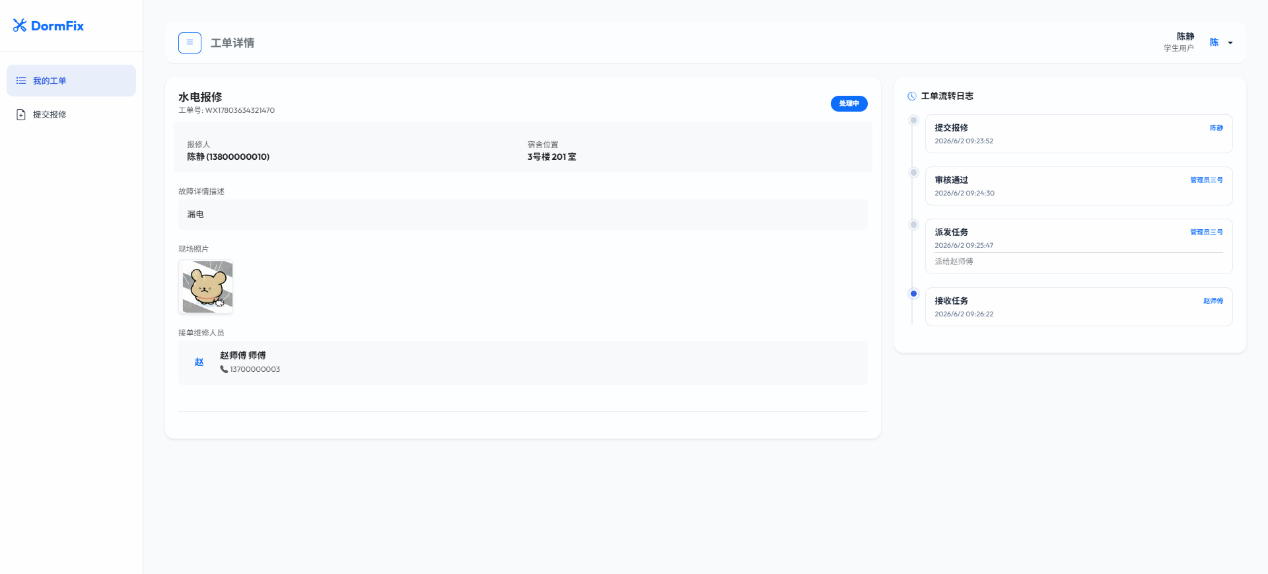 DormFix
我的工单
提交报修
工单详情
陈静
学生用户
陈
水电报修
工单号: WX17803634321470
处理中
报修人
陈静 (13800000010)
宿舍位置
3号楼 201 室
故障详情描述
漏电
现场照片
接单维修人员
赵
赵师傅 师傅
13700000003
工单流转日志
提交报修
陈静
2026/6/2 09:23:52
审核通过
管理员三号
2026/6/2 09:24:30
派发任务
管理员三号
2026/6/2 09:25:47
派给赵师傅
接收任务
赵师傅
2026/6/2 09:26:22